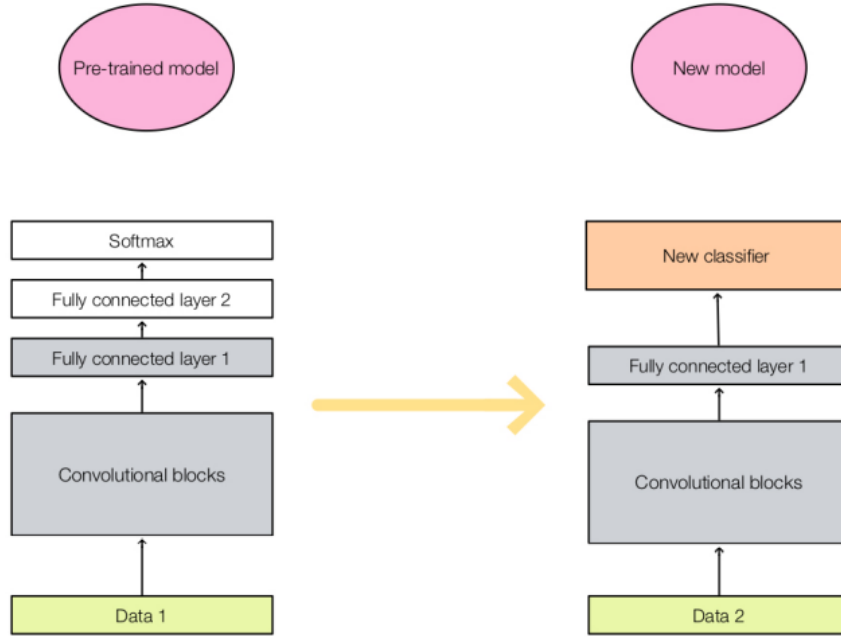 Pre-trained model
New model
Softmax
Fully connected layer 2
Fully connected layer 1
Convolutional blocks
Data 1
New classifier
Fully connected layer 1
Convolutional blocks
Data 2